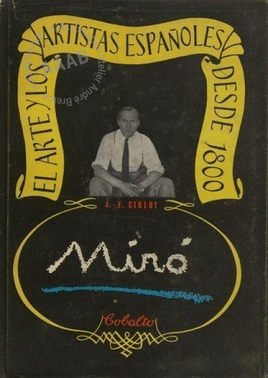 EL ARTE Y LOS
ARTISTAS ESPAÑOLES
DESDE 1800
J. E. CIRLOT
Miró
Cobalto